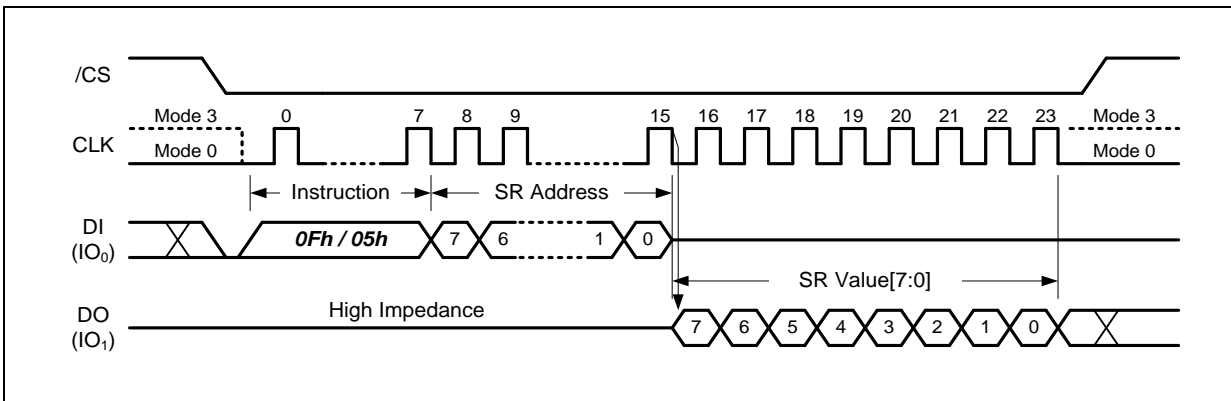 /CS
Mode 3 0 7 8 9 15 16 17 18 19 20 21 22 23 Mode 3
CLK
Mode 0 Mode 0
Instruction SR Address
DI
(IO₀)
0Fh / 05h 7 6 1 0
SR Value[7:0]
High Impedance
DO
(IO₁)
7 6 5 4 3 2 1 0